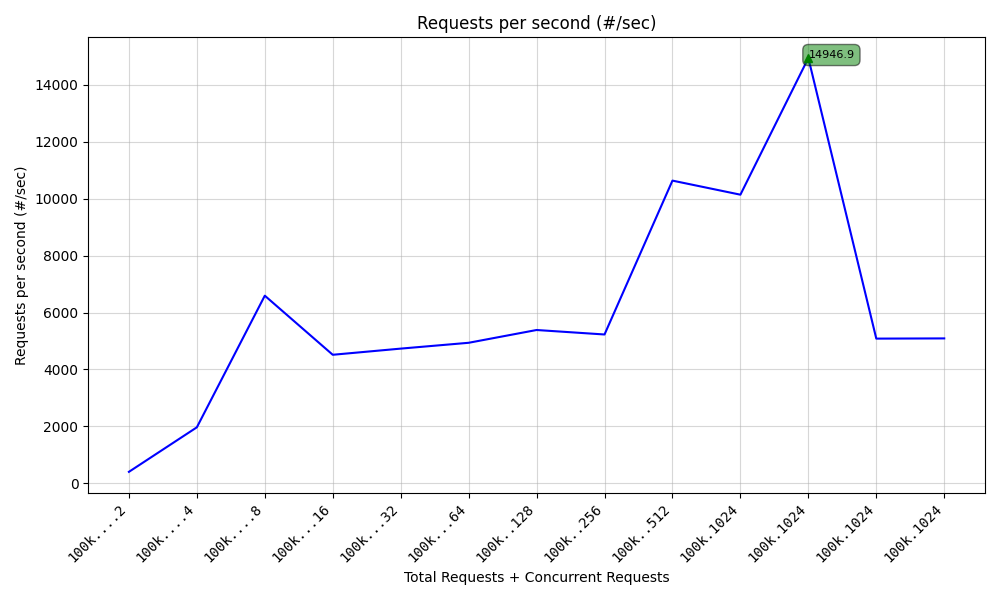 Requests per second (#/sec)
14946.9
14000
12000
10000
8000
6000
4000
2000
0
Requests per second (#/sec)
100k....2
100k....4
100k....8
100k...16
100k...32
100k...64
100k..128
100k..256
100k..512
100k.1024
100k.1024
100k.1024
100k.1024
Total Requests + Concurrent Requests